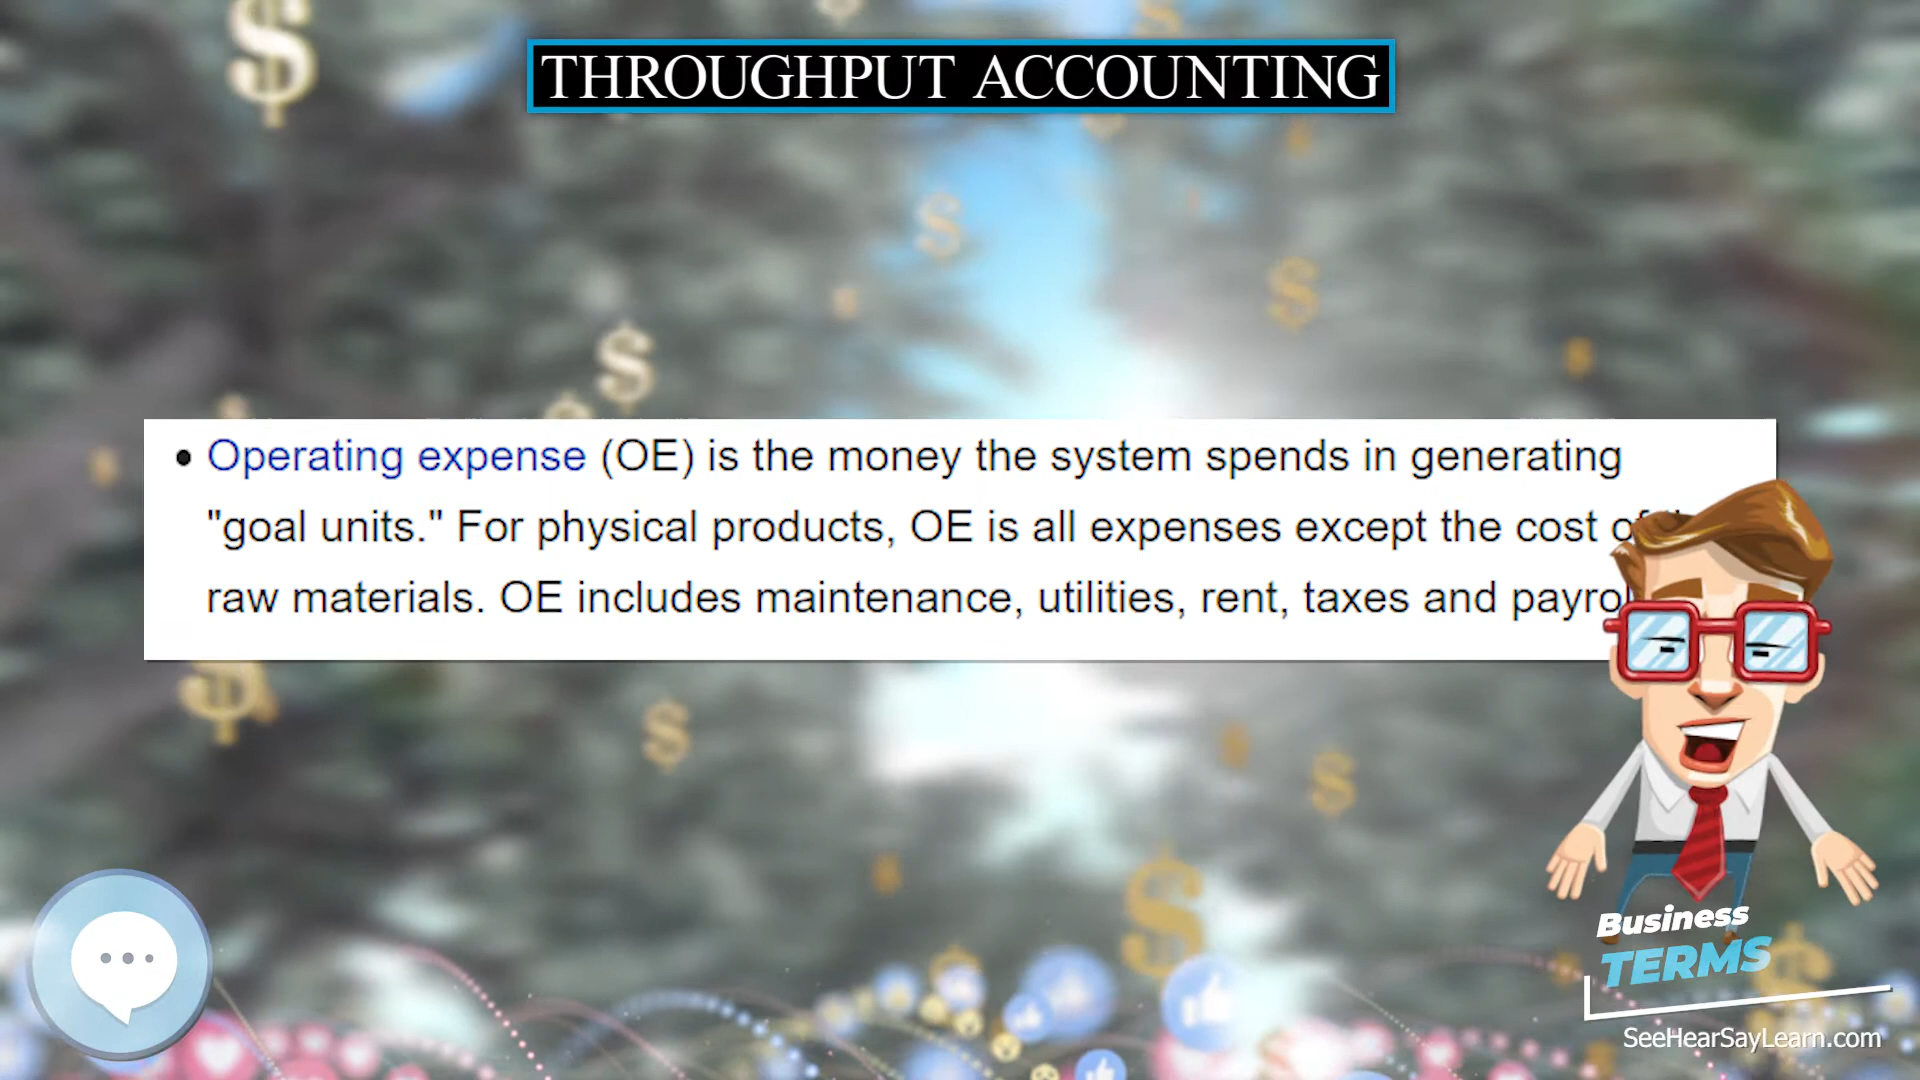 THROUGHPUT ACCOUNTING
• Operating expense (OE) is the money the system spends in generating
"goal units." For physical products, OE is all expenses except the cost of
raw materials. OE includes maintenance, utilities, rent, taxes and
Business
TERMS
SeeHearSayLearn.com